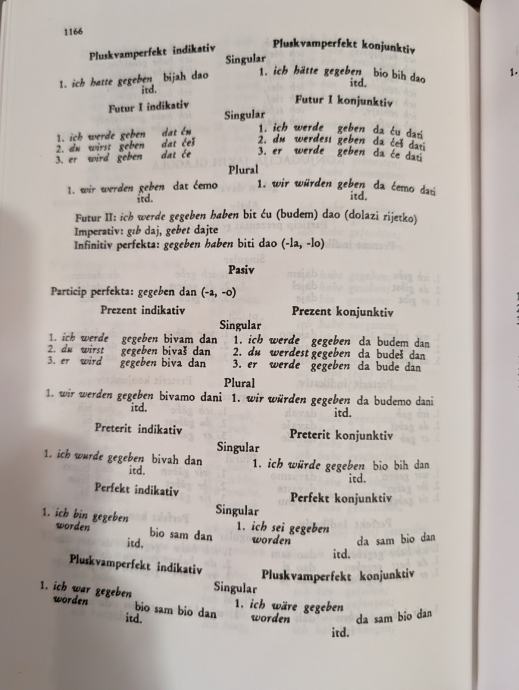 1166
Pluskvamperfekt indikativ Pluskvamperfekt konjunktiv
Singular
1. ich hatte gegeben bijah dao 1. ich hätte gegeben bio bih dao
itd. itd.
Futur I indikativ Futur I konjunktiv
Singular
1. ich werde geben dat ću 1. ich werde geben da ću dati
2. du wirst geben dat ćeš 2. du werdest geben da ćeš dati
3. er wird geben dat će 3. er werde geben da će dati
Plural
1. wir werden geben dat ćemo 1. wir würden geben da ćemo dati
itd. itd.
Futur II: ich werde gegeben haben bit ću (budem) dao (dolazi rijetko)
Imperativ: gib daj, gebet dajte
Infinitiv perfekta: gegeben haben biti dao (-la, -lo)
Pasiv
Particip perfekta: gegeben dan (-a, -o)
Prezent indikativ Prezent konjunktiv
Singular
1. ich werde gegeben bivam dan 1. ich werde gegeben da budem dan
2. du wirst gegeben bivaš dan 2. du werdest gegeben da budeš dan
3. er wird gegeben biva dan 3. er werde gegeben da bude dan
Plural
1. wir werden gegeben bivamo dani 1. wir würden gegeben da budemo dani
itd. itd.
Preterit indikativ Preterit konjunktiv
Singular
1. ich wurde gegeben bivah dan 1. ich würde gegeben bio bih dan
itd. itd.
Perfekt indikativ Perfekt konjunktiv
Singular
1. ich bin gegeben 1. ich sei gegeben
worden bio sam dan worden da sam bio dan
itd. itd.
Pluskvamperfekt indikativ Pluskvamperfekt konjunktiv
Singular
1. ich war gegeben 1. ich wäre gegeben
worden bio sam bio dan worden da sam bio dan
itd. itd.